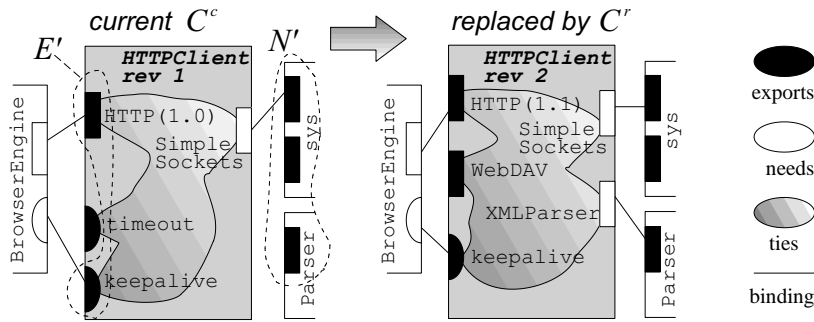 current C^c
replaced by C^r
E'
N'
HTTPClient
rev 1
HTTP(1.0)
Simple
Sockets
timeout
keepalive
BrowserEngine
sys
Parser
HTTPClient
rev 2
HTTP(1.1)
Simple
Sockets
WebDAV
XMLParser
keepalive
BrowserEngine
sys
Parser
exports
needs
ties
binding